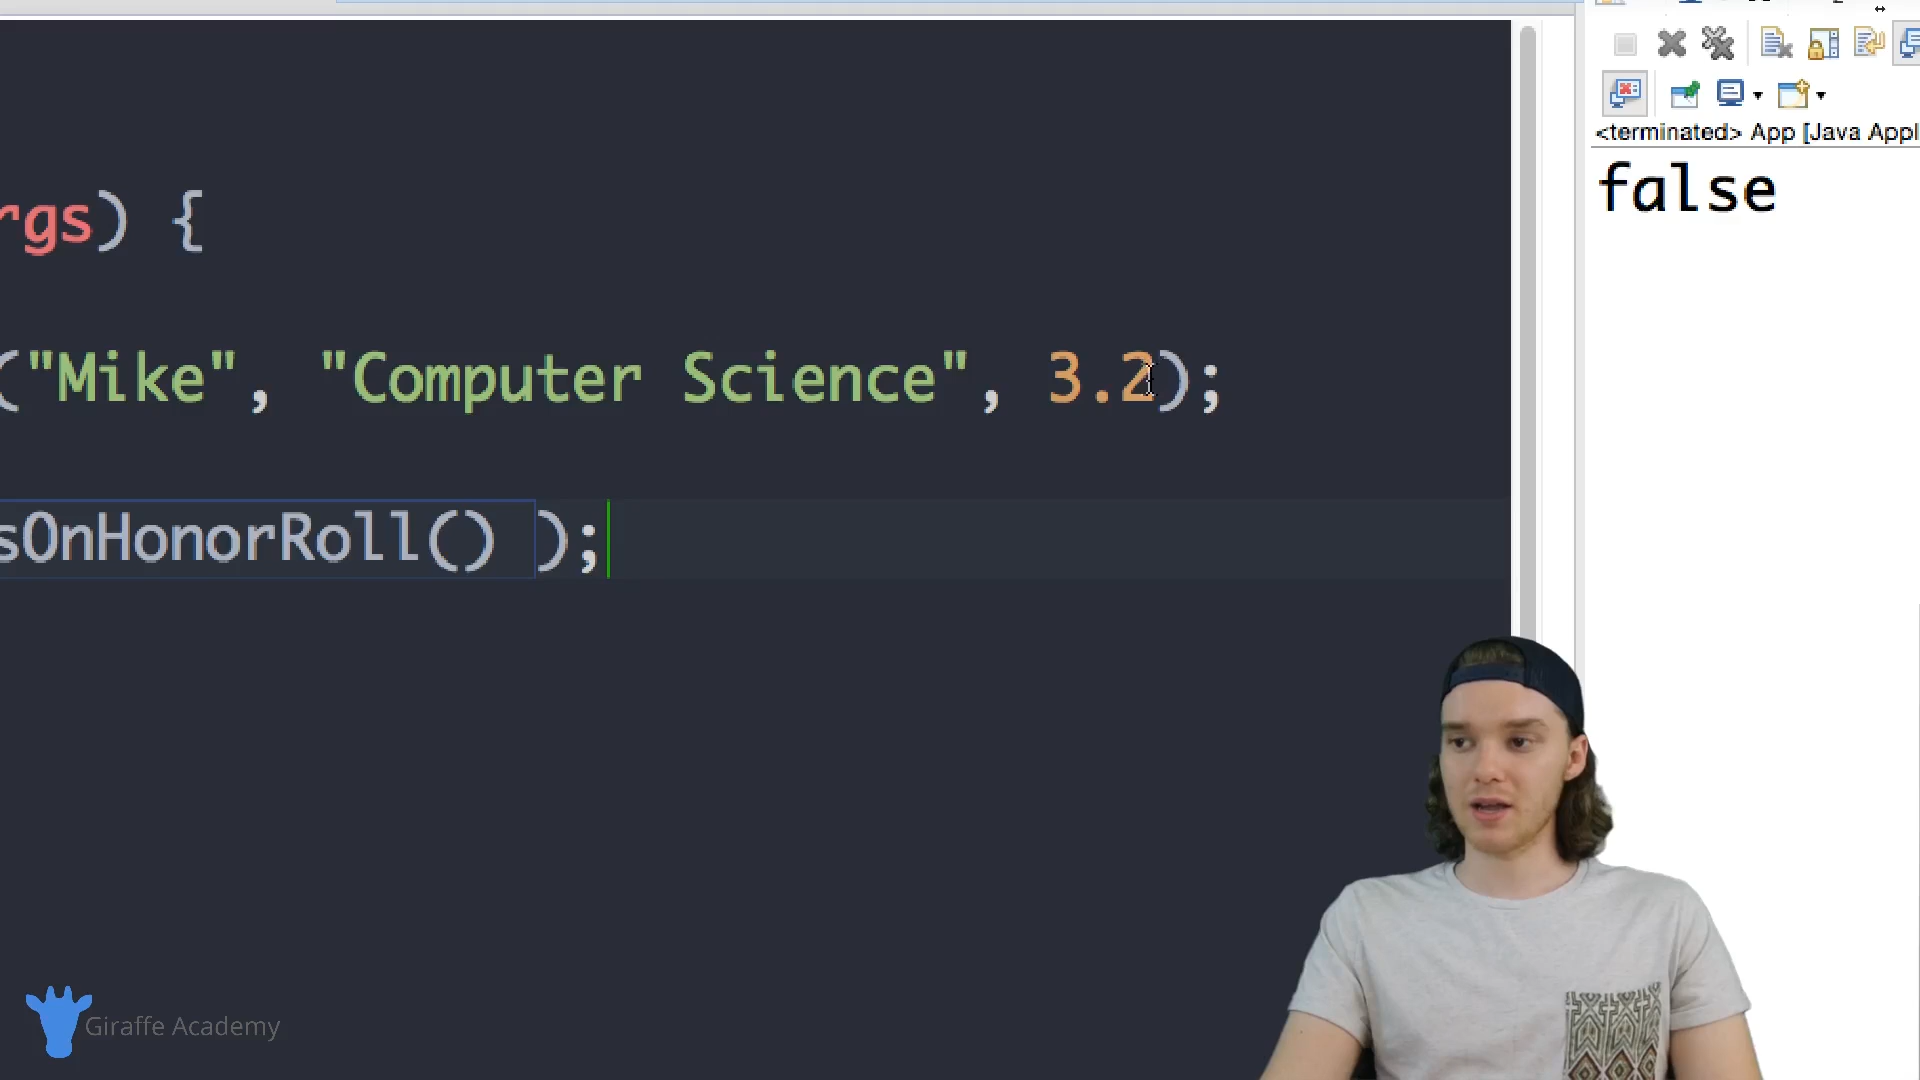 <terminated> App [Java Appl
false
rgs) {
("Mike", "Computer Science", 3.2);
sOnHonorRoll() );
Giraffe Academy